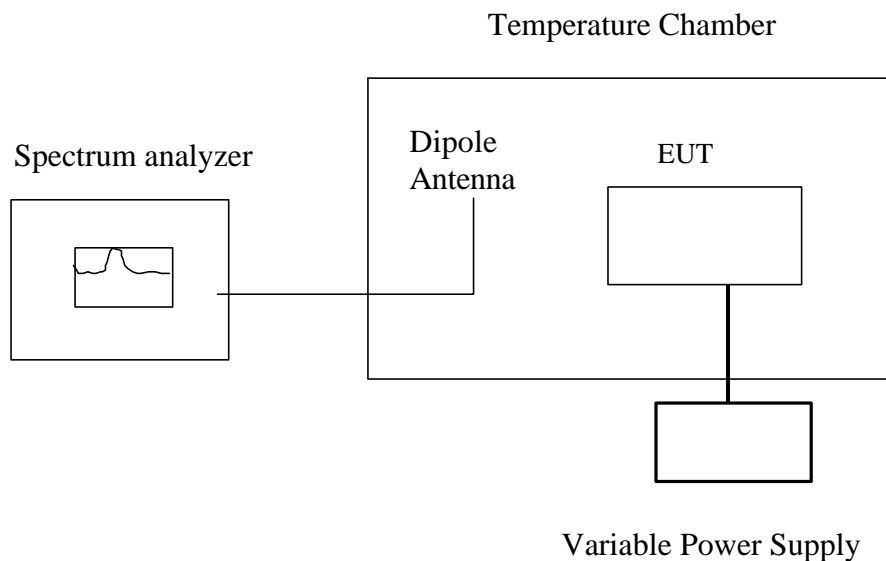 Temperature Chamber
Spectrum analyzer
Dipole
Antenna
EUT
Variable Power Supply